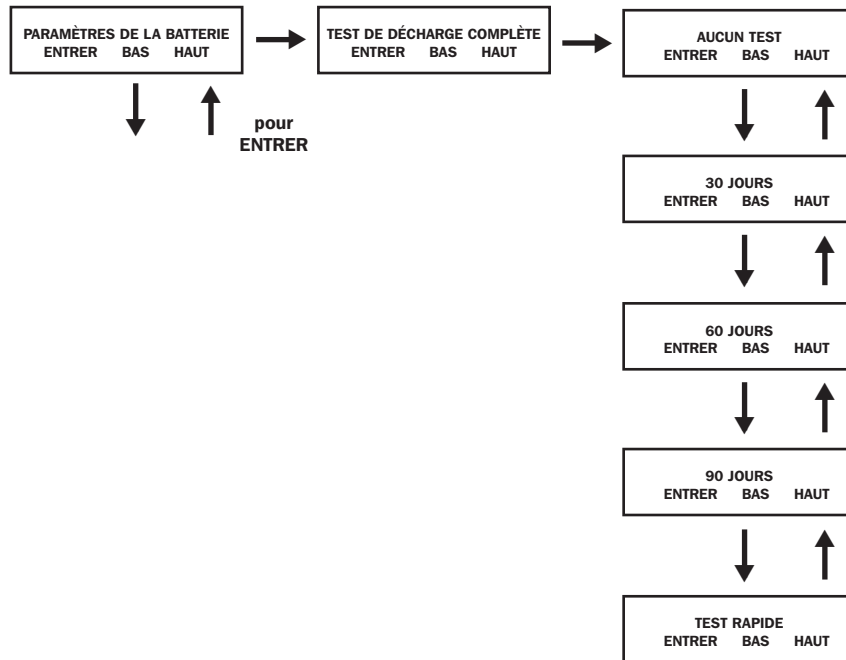 PARAMÈTRES DE LA BATTERIE
ENTRER BAS HAUT
TEST DE DÉCHARGE COMPLÈTE
ENTRER BAS HAUT
AUCUN TEST
ENTRER BAS HAUT
pour
ENTRER
30 JOURS
ENTRER BAS HAUT
60 JOURS
ENTRER BAS HAUT
90 JOURS
ENTRER BAS HAUT
TEST RAPIDE
ENTRER BAS HAUT